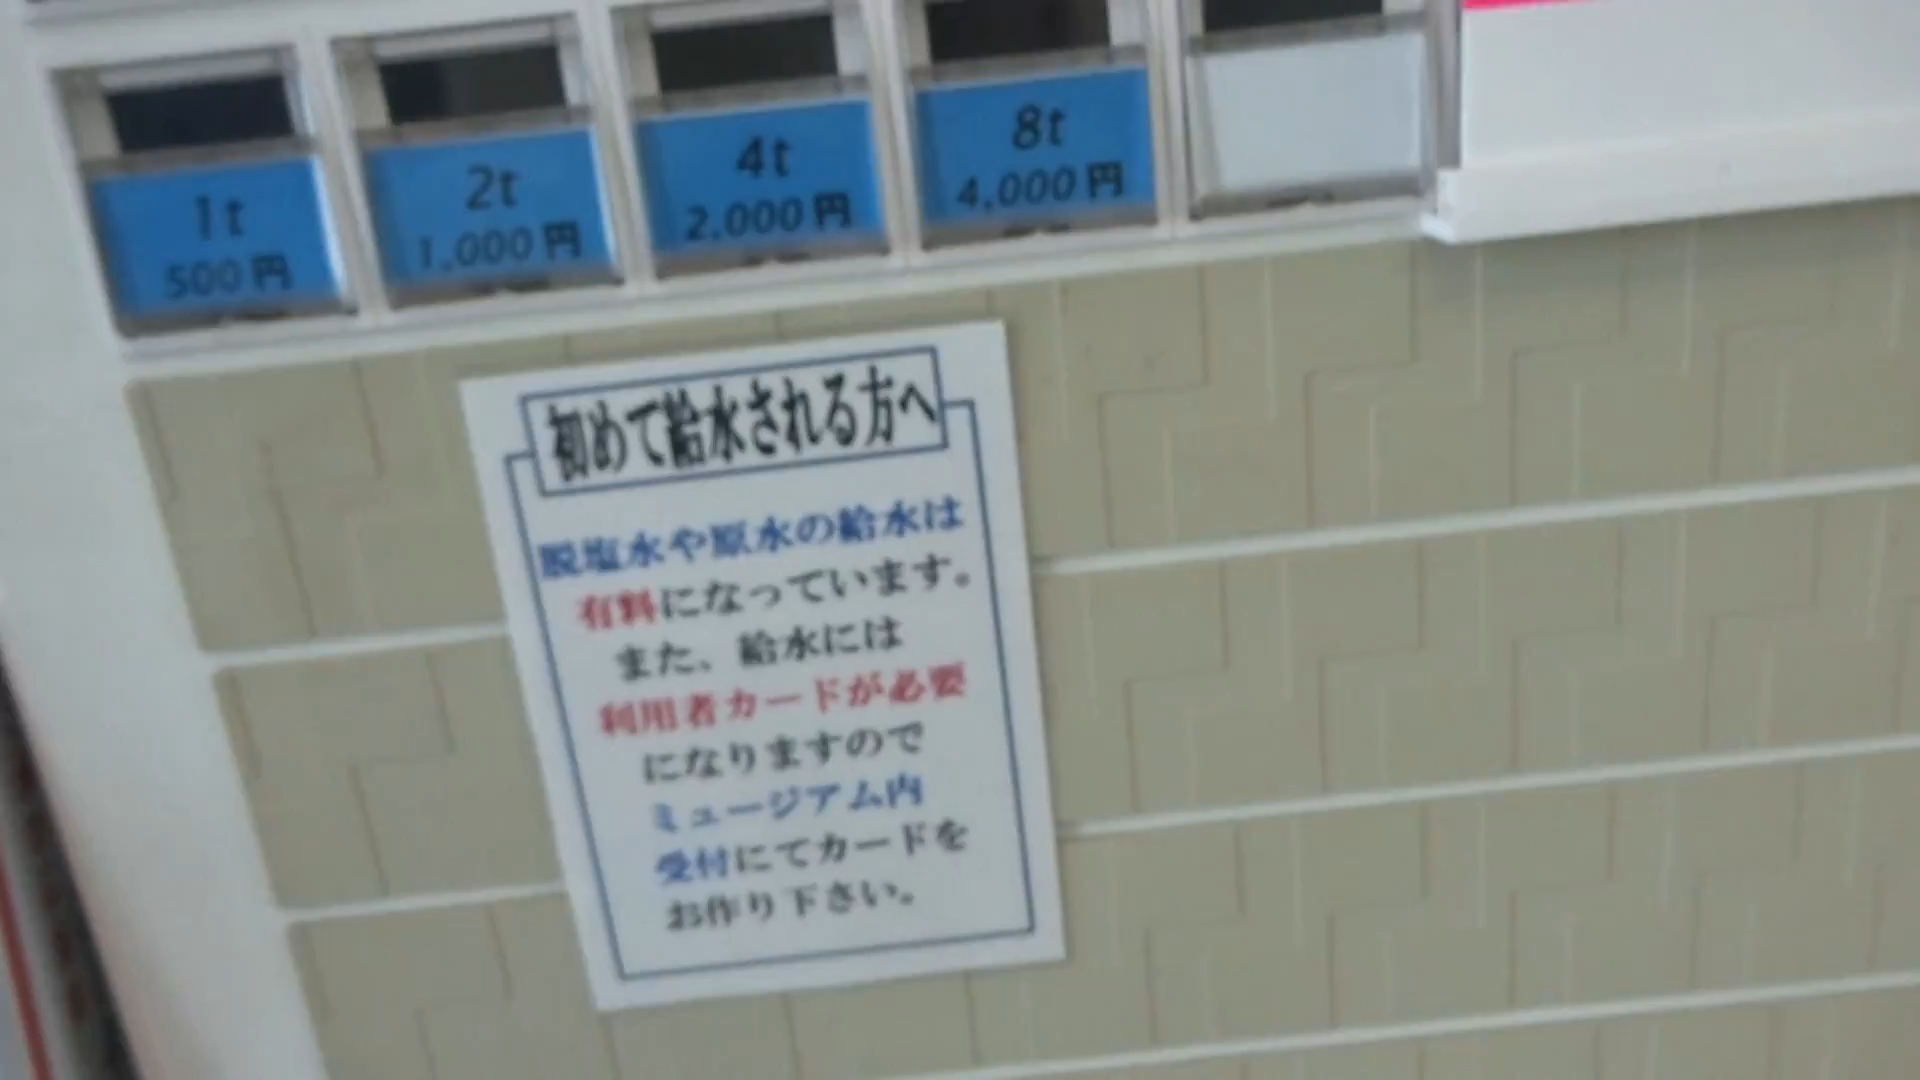 1t
500円
2t
1,000円
4t
2,000円
8t
4,000円
初めて給水される方へ
脱塩水や原水の給水は
有料になっています。
また、給水には
利用者カードが必要
になりますので
ミュージアム内
受付にてカードを
お作り下さい。